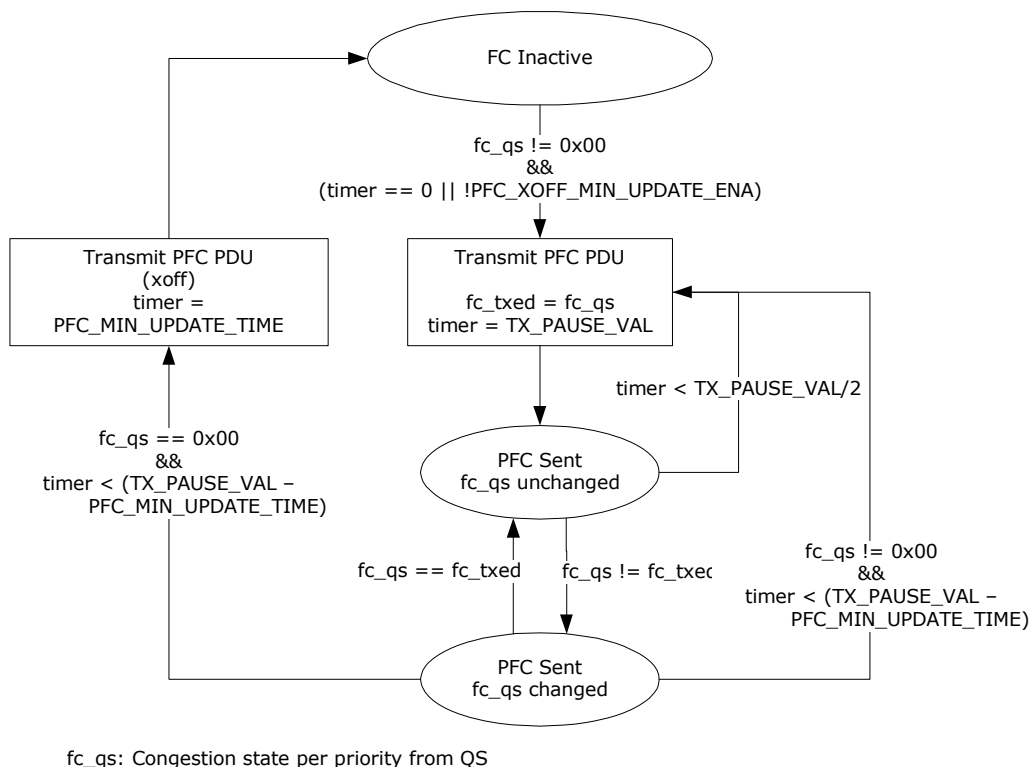 FC Inactive
fc_qs != 0x00
&&
(timer == 0 || !PFC_XOFF_MIN_UPDATE_ENA)
Transmit PFC PDU
(xoff)
timer =
PFC_MIN_UPDATE_TIME
Transmit PFC PDU
fc_txed = fc_qs
timer = TX_PAUSE_VAL
timer < TX_PAUSE_VAL/2
fc_qs == 0x00
&&
timer < (TX_PAUSE_VAL –
PFC_MIN_UPDATE_TIME)
PFC Sent
fc_qs unchanged
fc_qs == fc_txed
fc_qs != fc_txed
fc_qs != 0x00
&&
timer < (TX_PAUSE_VAL –
PFC_MIN_UPDATE_TIME)
PFC Sent
fc_qs changed
fc_qs: Congestion state per priority from QS